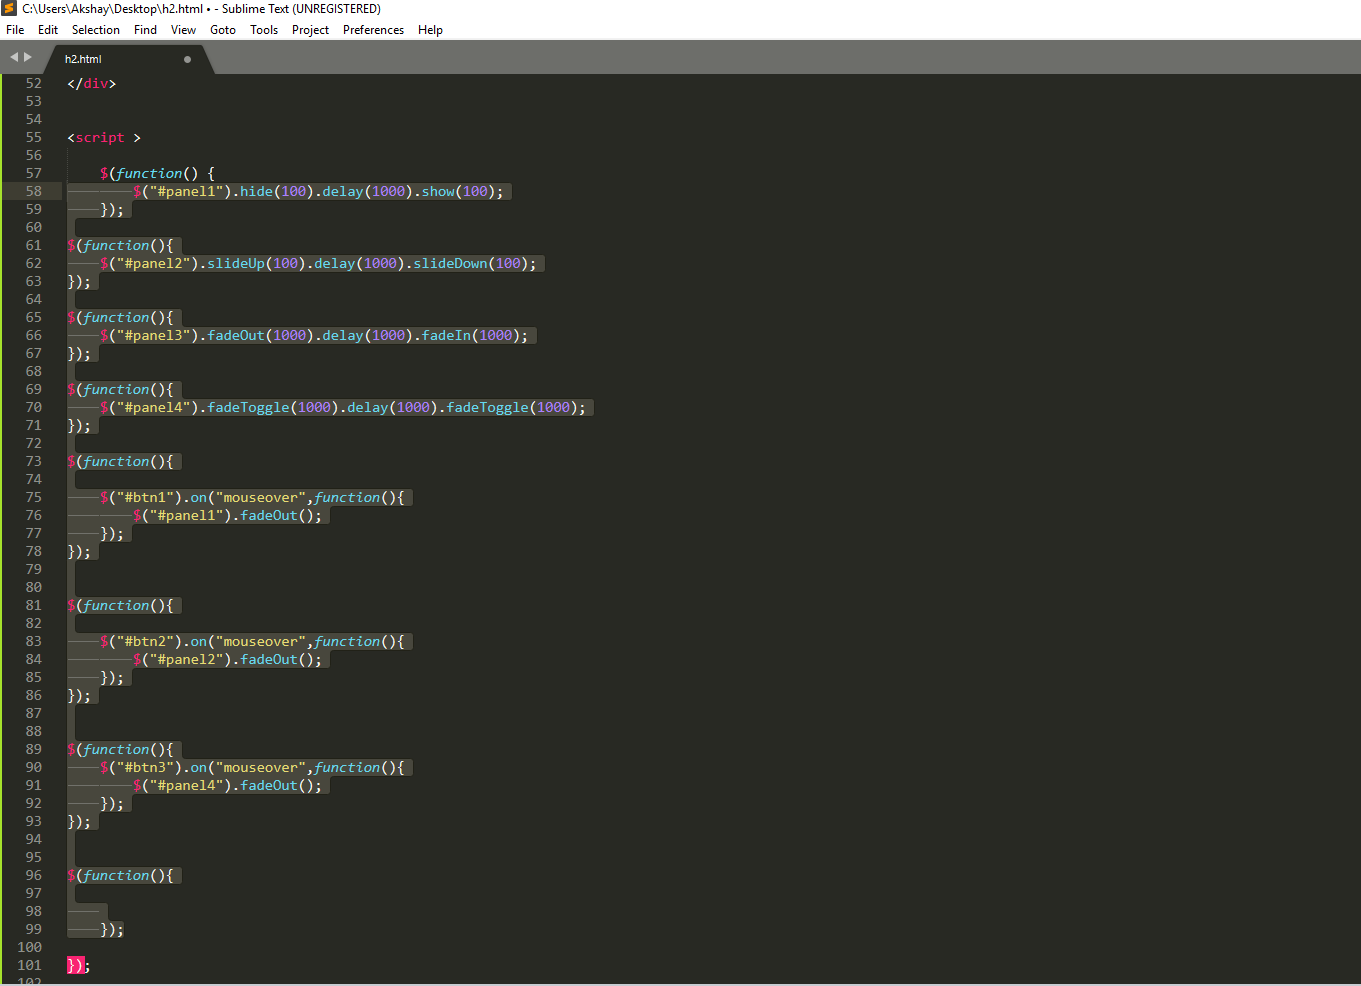 C:\Users\Akshay\Desktop\h2.html • - Sublime Text (UNREGISTERED)
File Edit Selection Find View Goto Tools Project Preferences Help
h2.html
52 </div>
53
54
55 <script >
56
57 $(function() {
58 $("#panel1").hide(100).delay(1000).show(100);
59 });
60
61 $(function(){
62 $("#panel2").slideUp(100).delay(1000).slideDown(100);
63 });
64
65 $(function(){
66 $("#panel3").fadeOut(1000).delay(1000).fadeIn(1000);
67 });
68
69 $(function(){
70 $("#panel4").fadeToggle(1000).delay(1000).fadeToggle(1000);
71 });
72
73 $(function(){
74
75 $("#btn1").on("mouseover",function(){
76 $("#panel1").fadeOut();
77 });
78 });
79
80
81 $(function(){
82
83 $("#btn2").on("mouseover",function(){
84 $("#panel2").fadeOut();
85 });
86 });
87
88
89 $(function(){
90 $("#btn3").on("mouseover",function(){
91 $("#panel4").fadeOut();
92 });
93 });
94
95
96 $(function(){
97
98
99 });
100
101 });
102